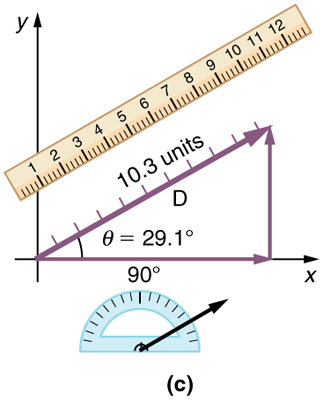 y
1 2 3 4 5 6 7 8 9 10 11 12
10.3 units
D
θ = 29.1°
90°
x
(c)